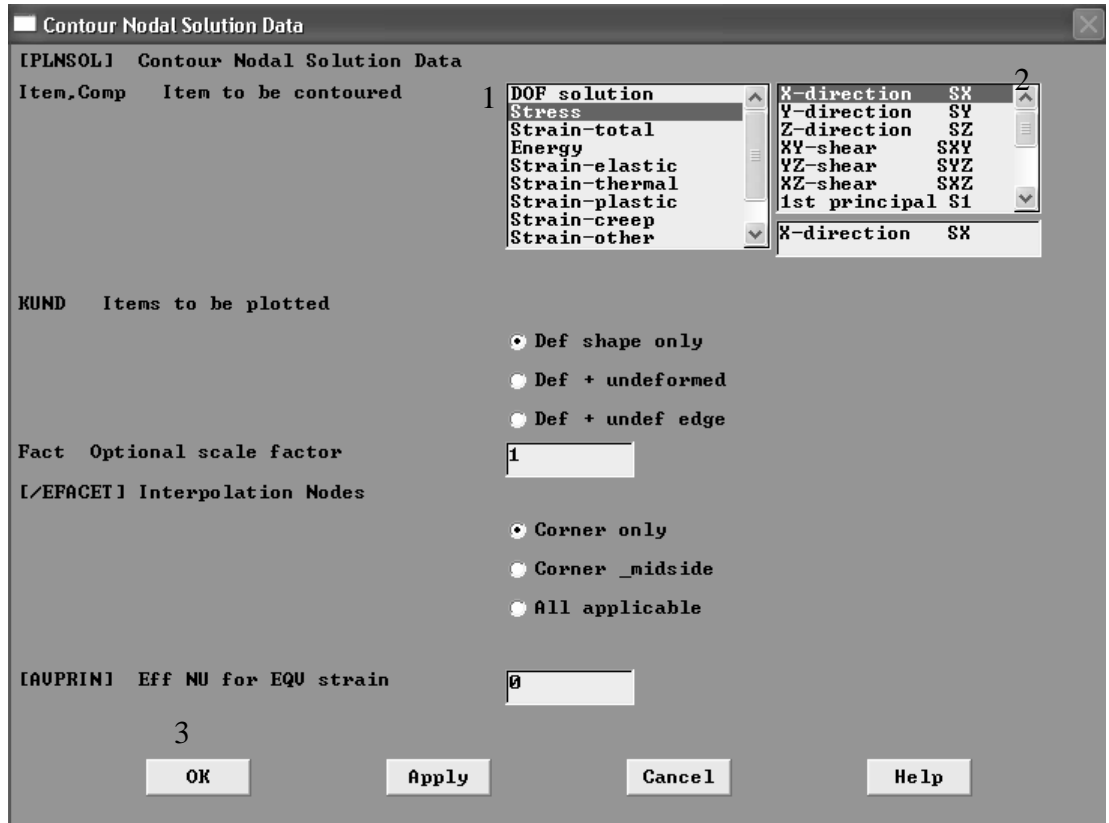 Contour Nodal Solution Data
[PLNSOL] Contour Nodal Solution Data
Item,Comp Item to be contoured
1
DOF solution
Stress
Strain-total
Energy
Strain-elastic
Strain-thermal
Strain-plastic
Strain-creep
Strain-other
2
X-direction SX
Y-direction SY
Z-direction SZ
XY-shear SXY
YZ-shear SYZ
XZ-shear SXZ
1st principal S1
X-direction SX
KUND Items to be plotted
Def shape only
Def + undeformed
Def + undef edge
Fact Optional scale factor
1
[/EFACET] Interpolation Nodes
Corner only
Corner _midside
All applicable
[AVPRIN] Eff NU for EQV strain
0
3
OK Apply Cancel Help